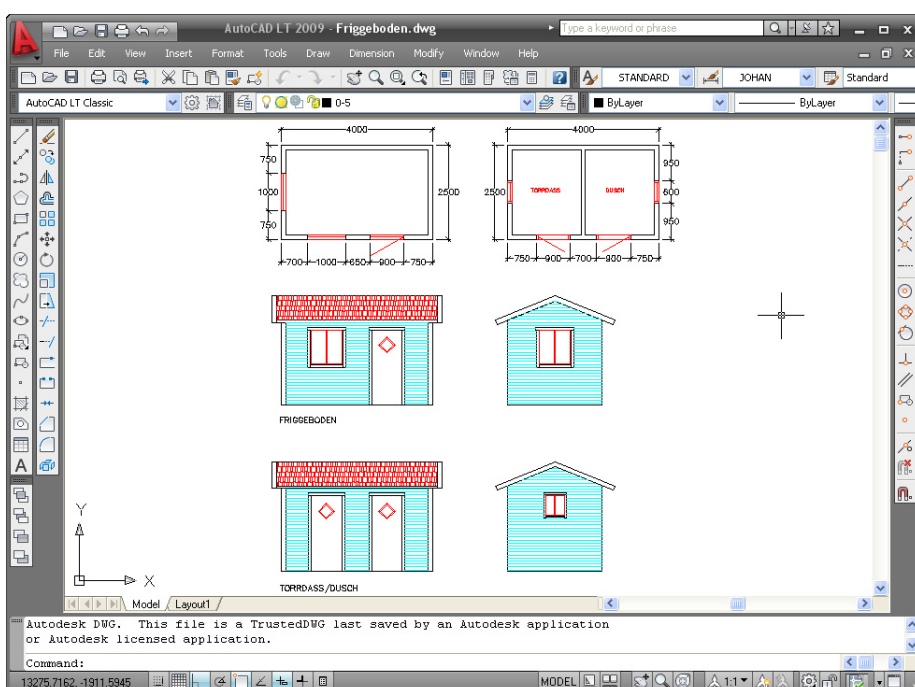 AutoCAD LT 2009 - Friggeboden.dwg
Type a keyword or phrase
File Edit View Insert Format Tools Draw Dimension Modify Window Help
STANDARD JOHAN Standard
AutoCAD LT Classic 0-5 ByLayer ByLayer
4000 4000
750 950
1000 2500 2500 TORRDASS DUSCH 600
750 950
700 1000 650 900 750 750 900 700 900 750
FRIGGEBODEN
Y
X
TORRDASS/DUSCH
Model Layout1
Autodesk DWG. This file is a TrustedDWG last saved by an Autodesk application
or Autodesk licensed application.
Command:
13275.7162, -1911.5945 MODEL 1:1